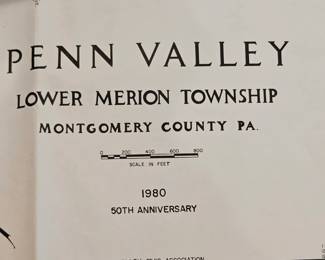 PENN VALLEY
LOWER MERION TOWNSHIP
MONTGOMERY COUNTY PA.
0 200 400 600 800
SCALE IN FEET
1980
50TH ANNIVERSARY
ASSOCIATION